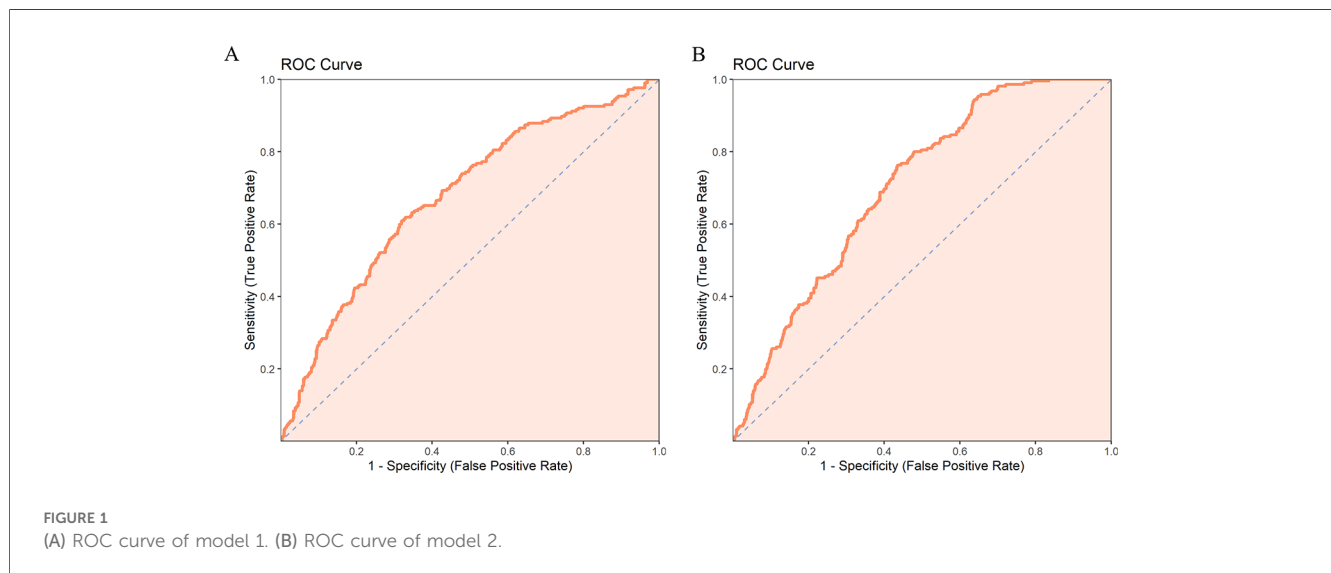 A
ROC Curve
1.0
0.8
0.6
0.4
0.2
Sensitivity (True Positive Rate)
0.2 0.4 0.6 0.8 1.0
1 - Specificity (False Positive Rate)
B
ROC Curve
1.0
0.8
0.6
0.4
0.2
Sensitivity (True Positive Rate)
0.2 0.4 0.6 0.8 1.0
1 - Specificity (False Positive Rate)
FIGURE 1
(A) ROC curve of model 1. (B) ROC curve of model 2.